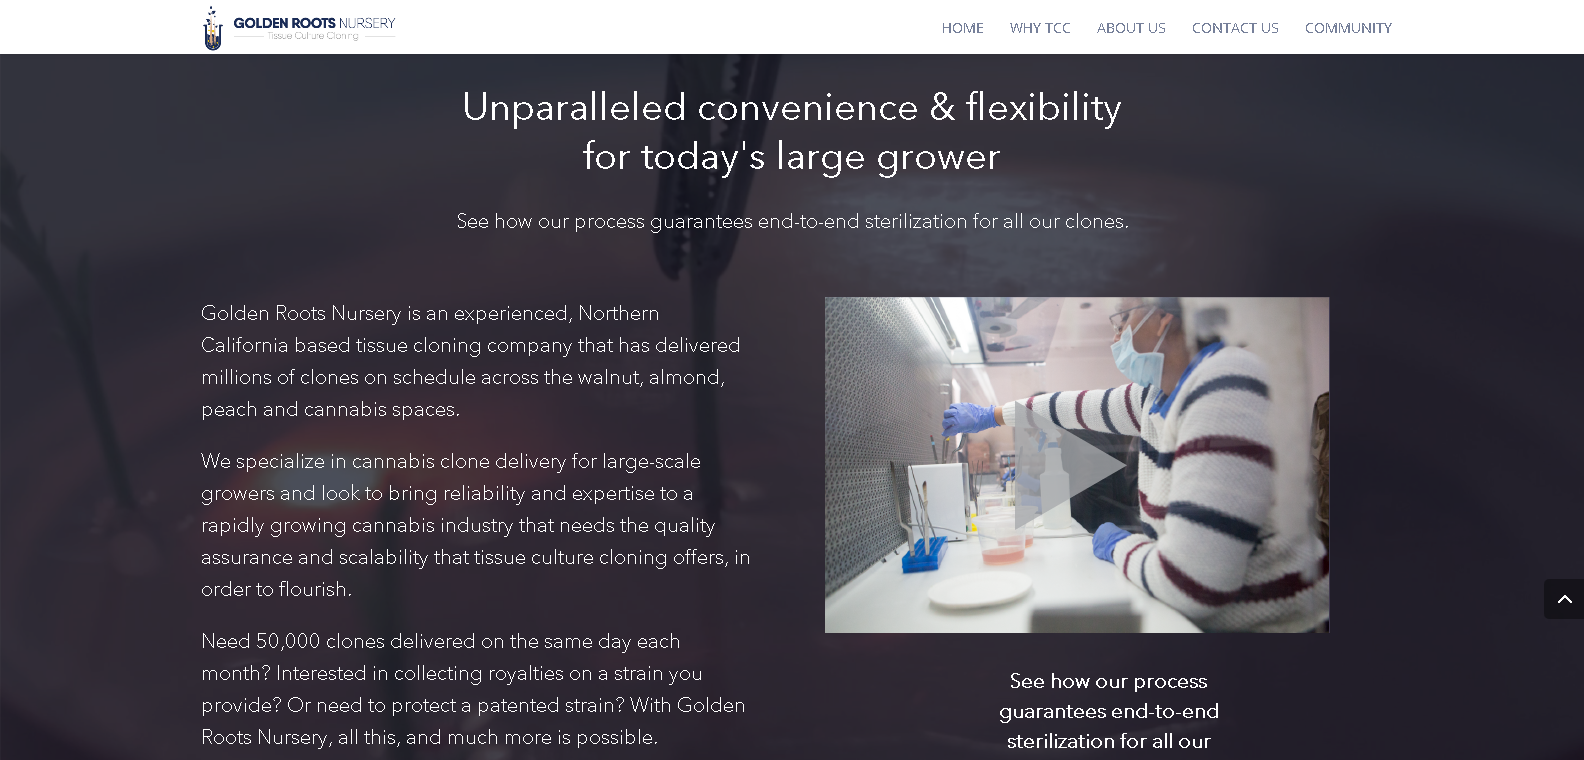 GOLDEN ROOTS NURSERY
Tissue Culture Cloning
HOME WHY TCC ABOUT US CONTACT US COMMUNITY
Unparalleled convenience & flexibility
for today's large grower
See how our process guarantees end-to-end sterilization for all our clones.
Golden Roots Nursery is an experienced, Northern
California based tissue cloning company that has delivered
millions of clones on schedule across the walnut, almond,
peach and cannabis spaces.
We specialize in cannabis clone delivery for large-scale
growers and look to bring reliability and expertise to a
rapidly growing cannabis industry that needs the quality
assurance and scalability that tissue culture cloning offers, in
order to flourish.
Need 50,000 clones delivered on the same day each
month? Interested in collecting royalties on a strain you
provide? Or need to protect a patented strain? With Golden
Roots Nursery, all this, and much more is possible.
See how our process
guarantees end-to-end
sterilization for all our